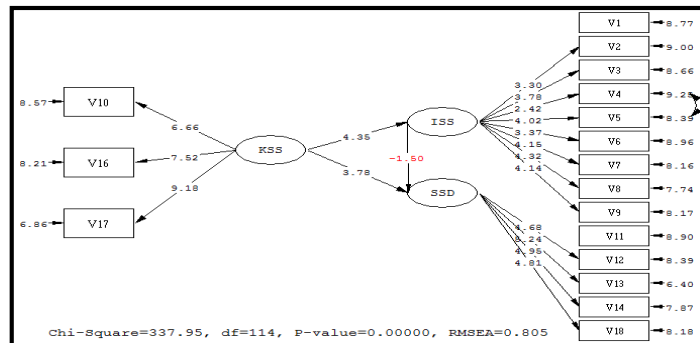 V1 8.77
V2 9.00
V3 8.66
V4 9.25
V5 8.39
V6 8.96
V7 8.16
V8 7.74
V9 8.17
V11 8.90
V12 8.39
V13 6.40
V14 7.87
V18 8.18
3.30
3.78
2.42
4.02
3.37
4.15
4.32
4.14
ISS
-1.50
SSD
4.68
4.95
4.81
4.35
3.78
KSS
6.66
7.52
9.18
8.57 V10
8.21 V16
6.86 V17
Chi-Square=337.95, df=114, P-value=0.00000, RMSEA=0.805